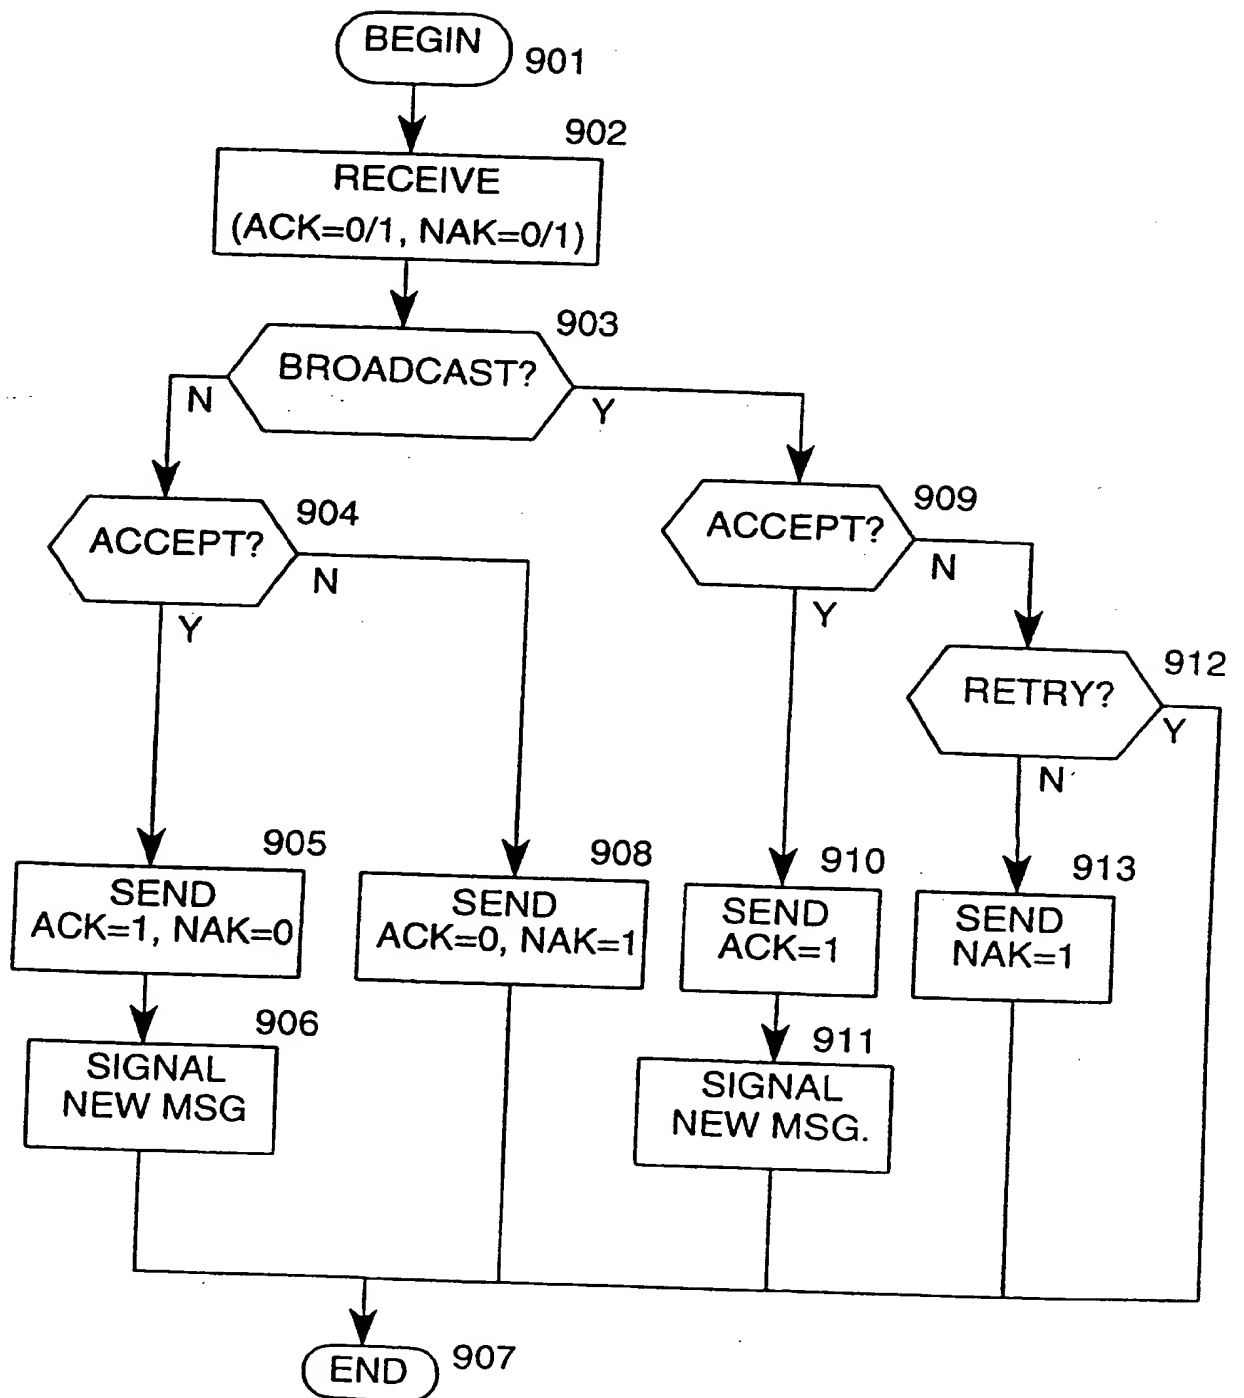 BEGIN
901
902
RECEIVE
(ACK=0/1, NAK=0/1)
903
BROADCAST?
N
Y
904
ACCEPT?
N
Y
909
ACCEPT?
N
Y
912
RETRY?
Y
N
905
SEND
ACK=1, NAK=0
908
SEND
ACK=0, NAK=1
910
SEND
ACK=1
913
SEND
NAK=1
906
SIGNAL
NEW MSG
911
SIGNAL
NEW MSG.
END
907